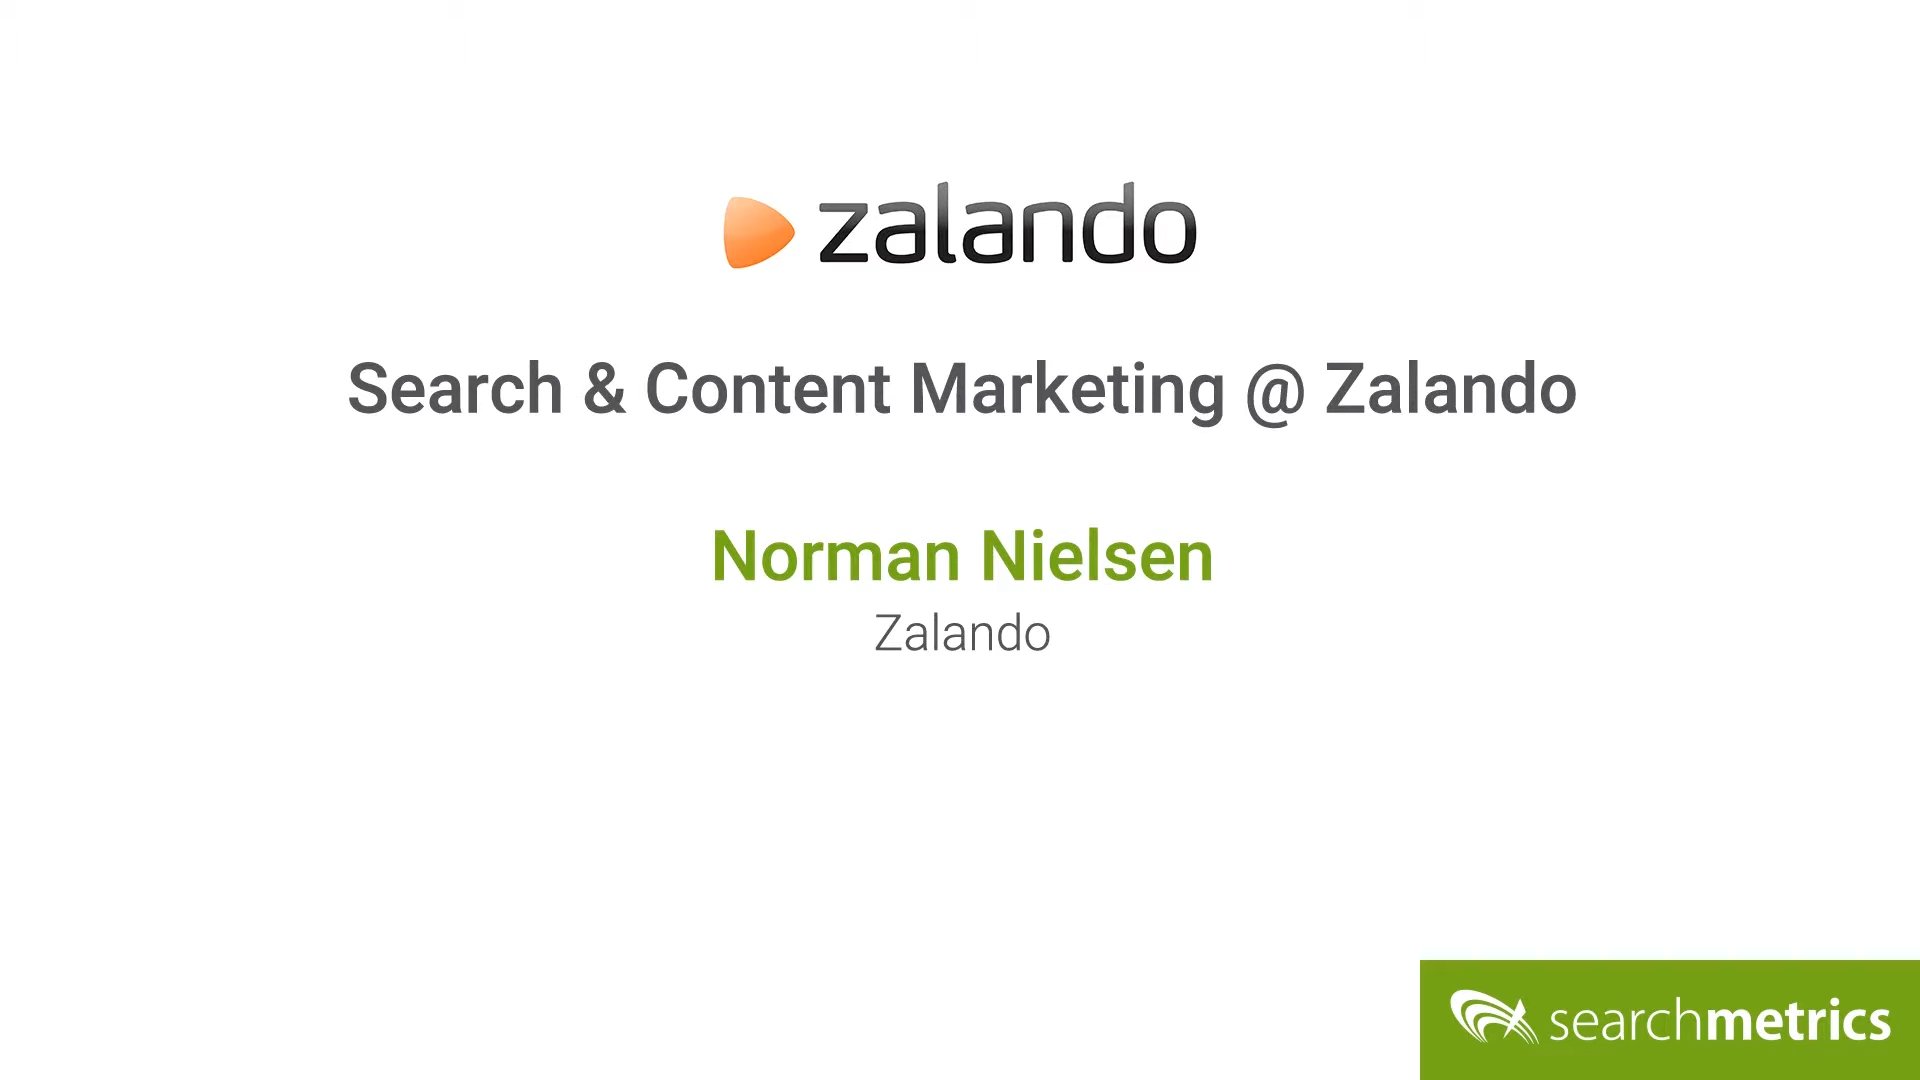 zalando
Search & Content Marketing @ Zalando
Norman Nielsen
Zalando
searchmetrics